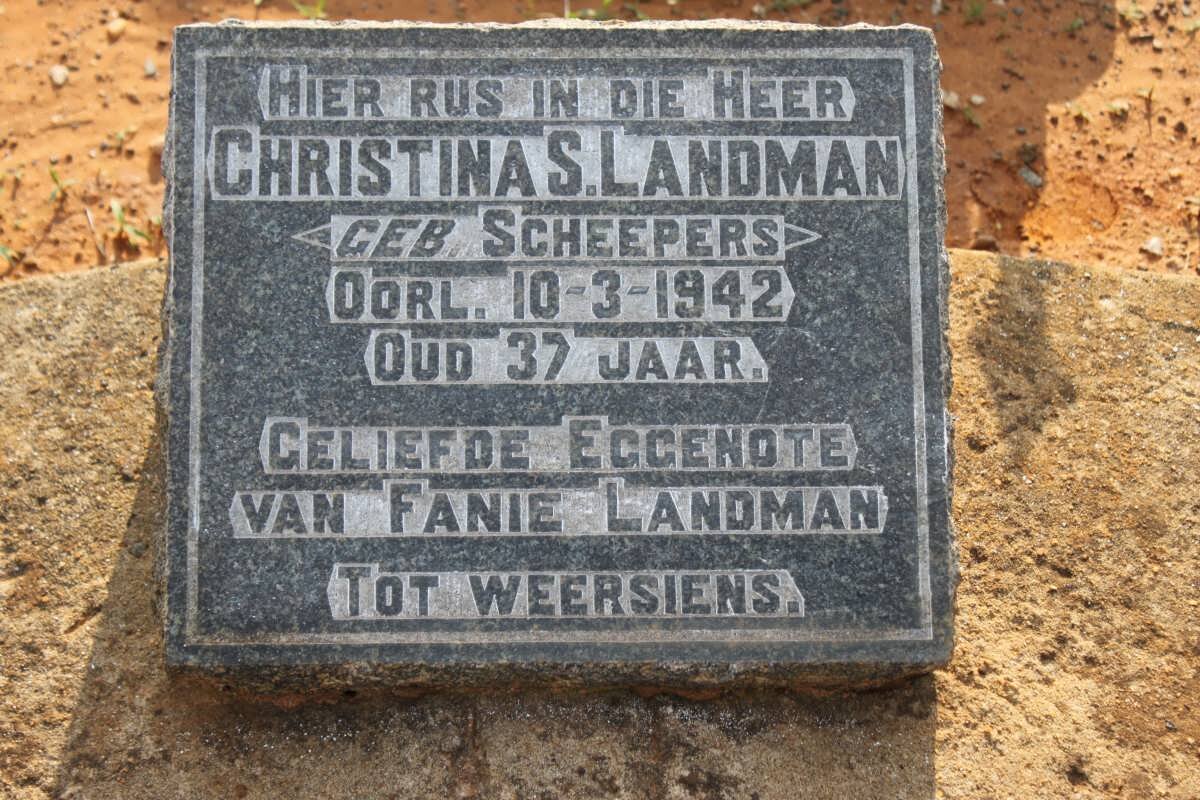 HIER RUS IN DIE HEER
CHRISTINA S. LANDMAN
GEB SCHEEPERS
OORL. 10-3-1942
OUD 37 JAAR.
GELIEFDE EGGENOTE
VAN FANIE LANDMAN
TOT WEERSIENS.